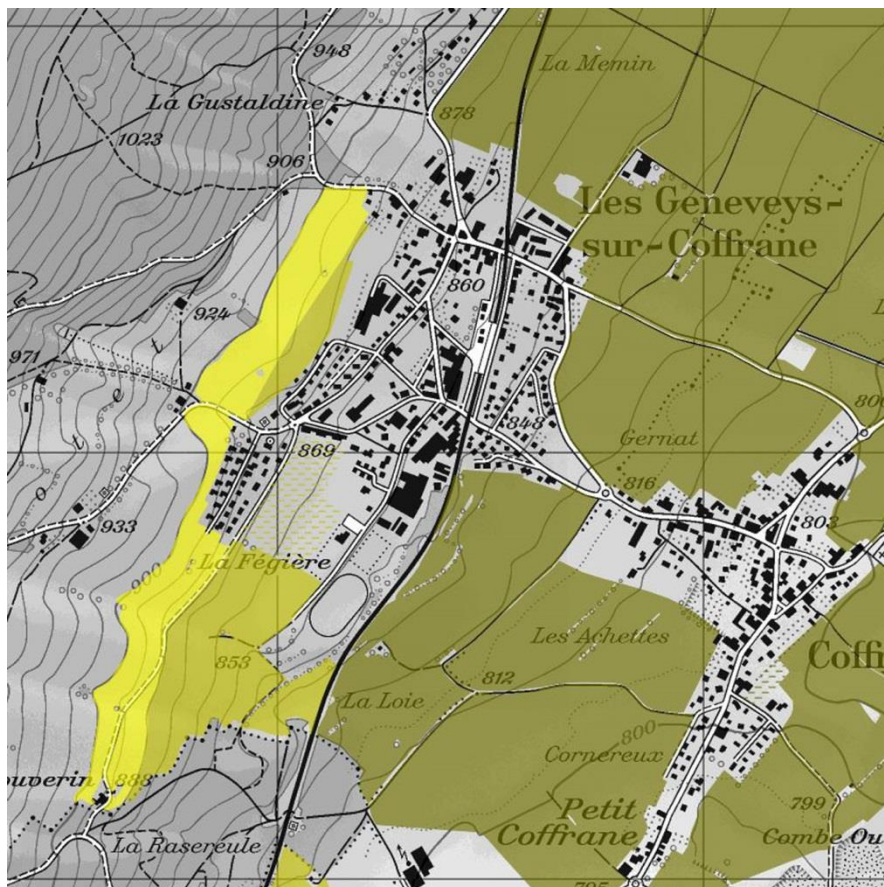 948
La Memin
La Gustaldine
878
1023
906
Les Geneveys-
sur-Coffrane
860
924
971
t
e
t
o
848
Gernat
869
816
803
933
La Fégière
900
Les Achettes
853
812
La Loie
800
Cornereux
888
799
Petit
Coffrane
La Rasereule